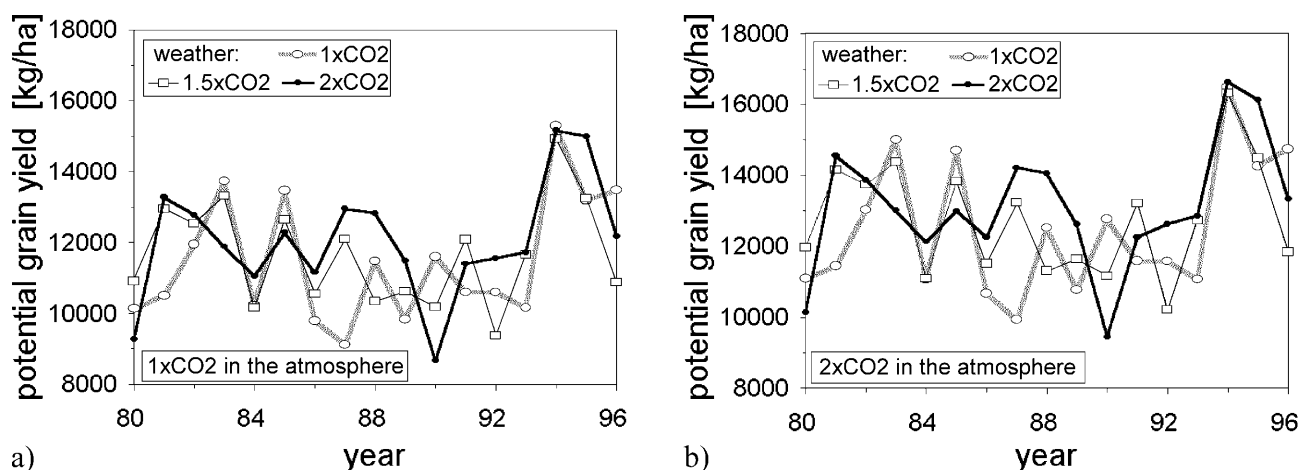 18000
16000
14000
12000
10000
8000
potential grain yield [kg/ha]
weather: 1xCO2
1.5xCO2 2xCO2
1xCO2 in the atmosphere
80 84 88 92 96
year
a)
18000
16000
14000
12000
10000
8000
potential grain yield [kg/ha]
weather: 1xCO2
1.5xCO2 2xCO2
2xCO2 in the atmosphere
80 84 88 92 96
year
b)